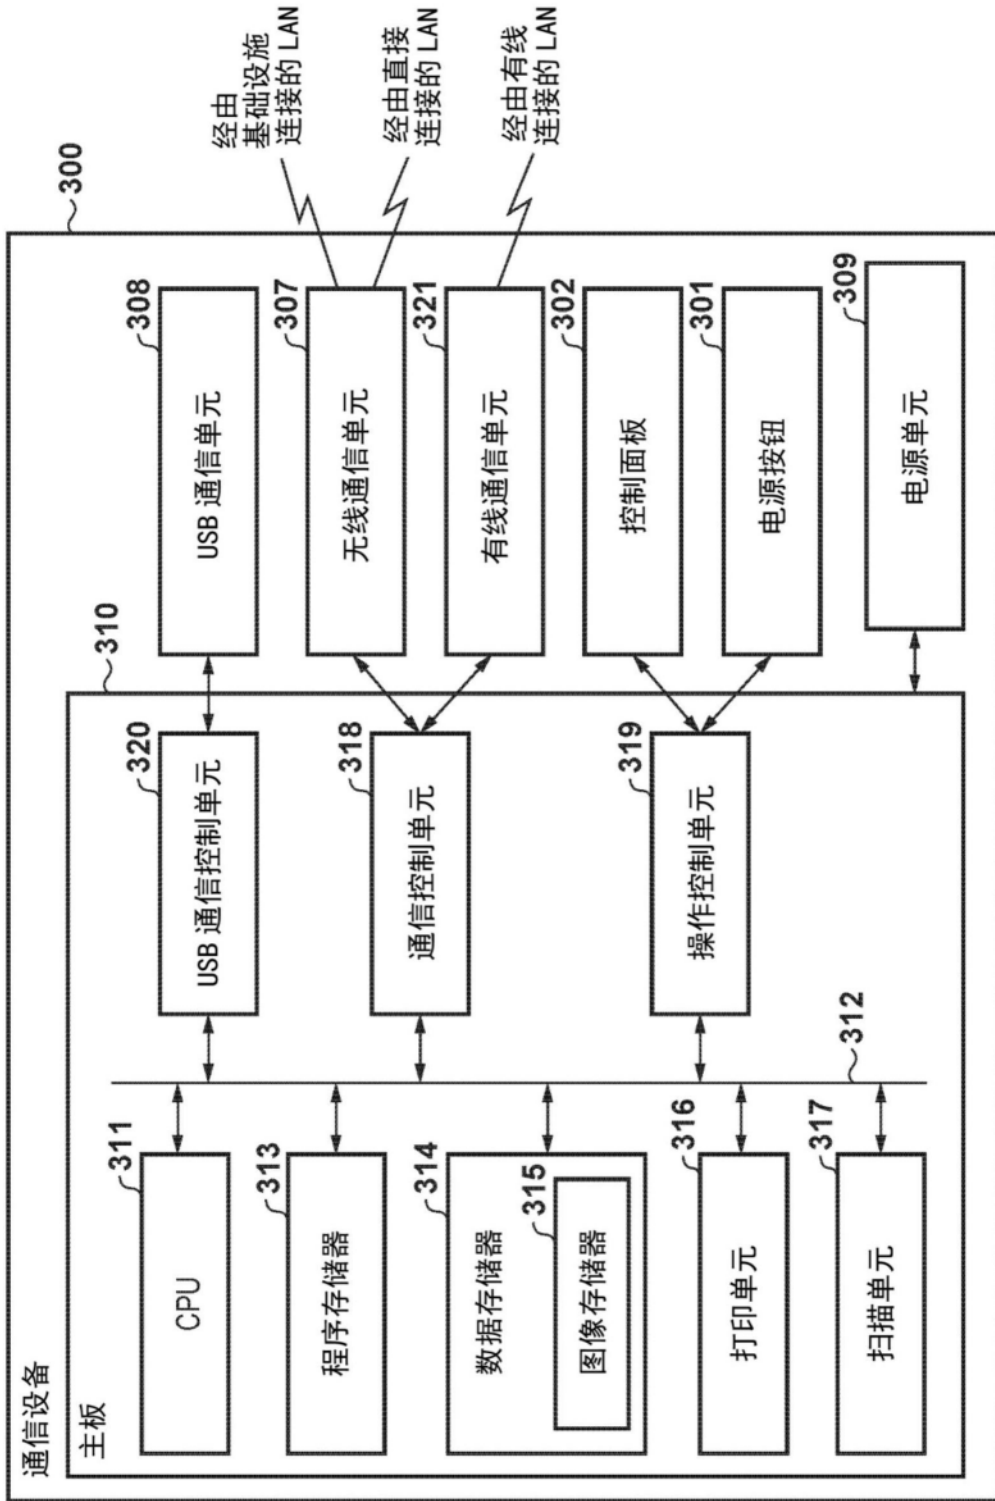 通信设备
300
主板
310
CPU
311
程序存储器
313
数据存储器
314
图像存储器
315
打印单元
316
扫描单元
317
312
USB 通信控制单元
320
通信控制单元
318
操作控制单元
319
USB 通信单元
308
无线通信单元
307
有线通信单元
321
控制面板
302
电源按钮
301
电源单元
309
经由
基础设施
连接的 LAN
经由直接
连接的 LAN
经由有线
连接的 LAN